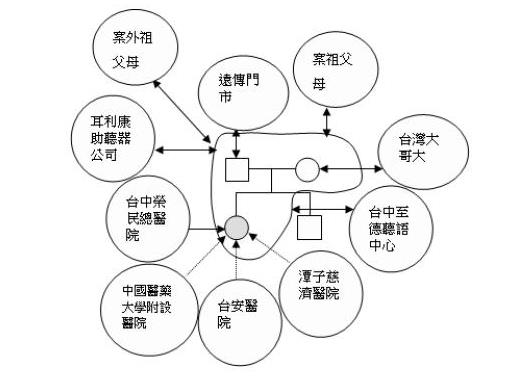 案外祖
父母
案祖父
母
遠傳門
市
耳利康
助聽器
公司
台灣大
哥大
台中榮
民總醫
院
台中至
德聽語
中心
潭子慈
濟醫院
中國醫藥
大學附設
醫院
台安醫
院